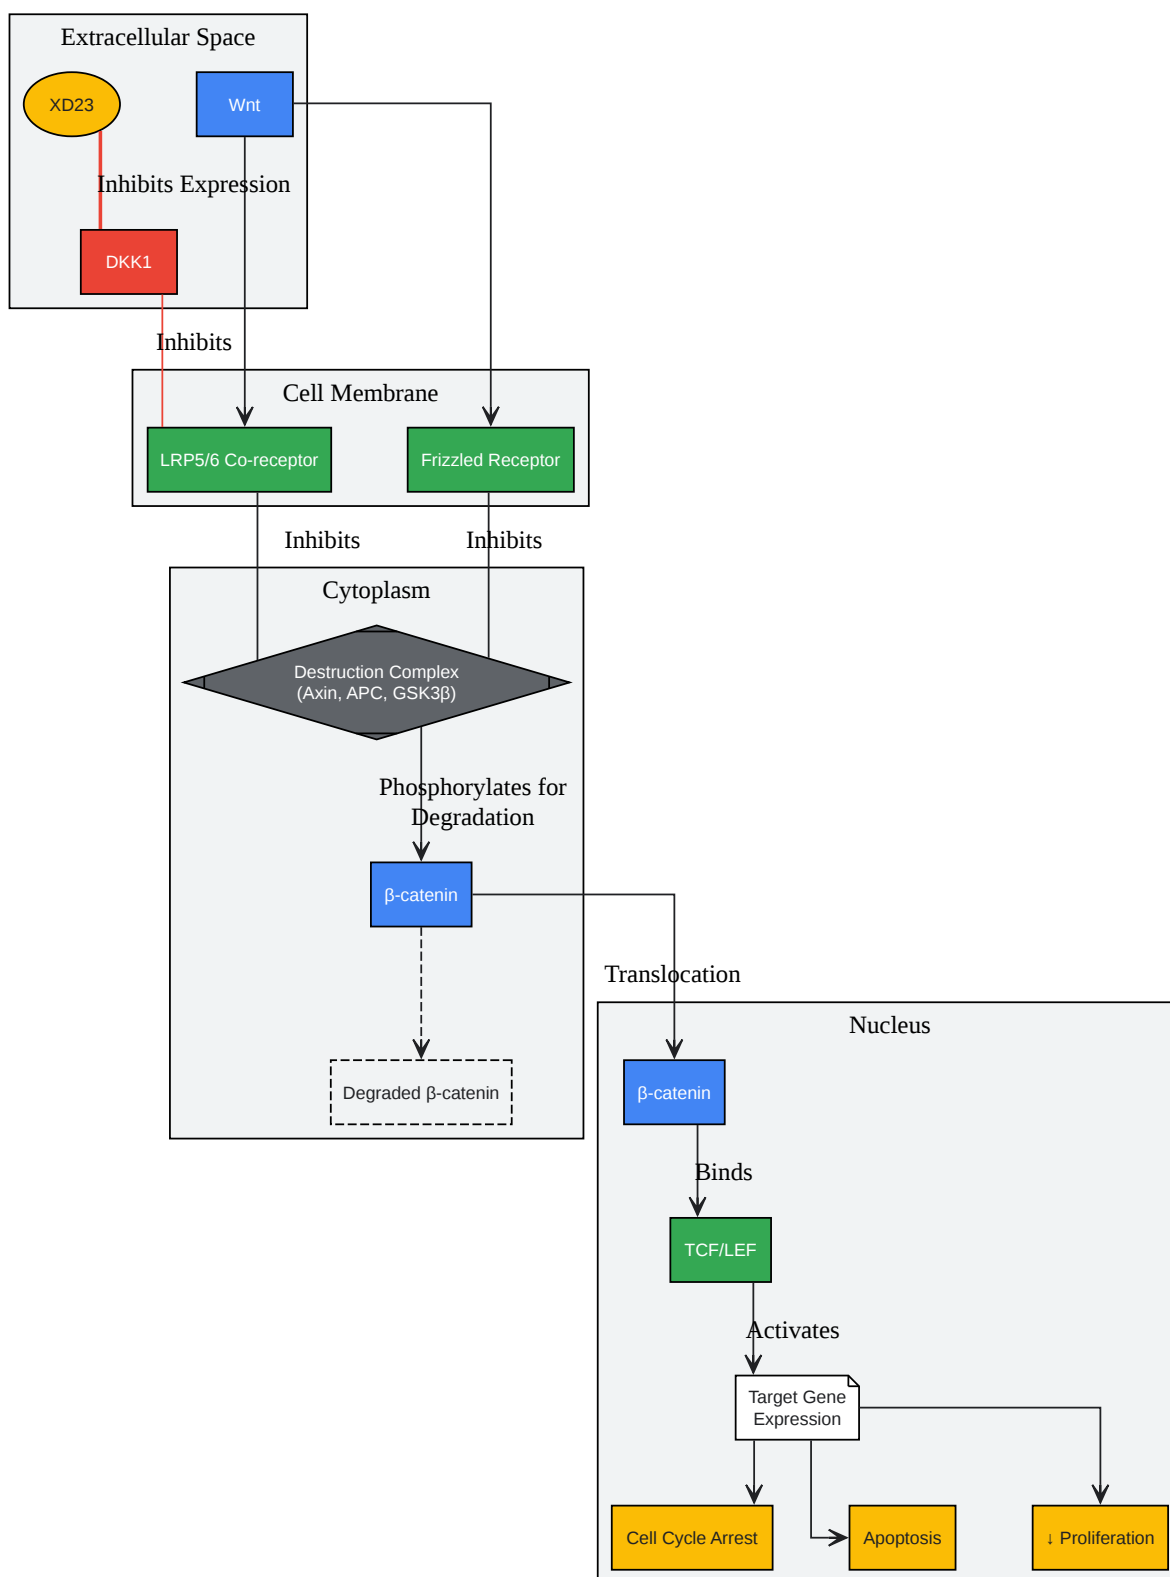 Extracellular Space
XD23
Wnt
Inhibits Expression
DKK1
Inhibits
Cell Membrane
LRP5/6 Co-receptor
Frizzled Receptor
Inhibits
Inhibits
Cytoplasm
Destruction Complex
(Axin, APC, GSK3β)
Phosphorylates for
Degradation
β-catenin
Translocation
Nucleus
Degraded β-catenin
β-catenin
Binds
TCF/LEF
Activates
Target Gene
Expression
Cell Cycle Arrest
Apoptosis
↓ Proliferation